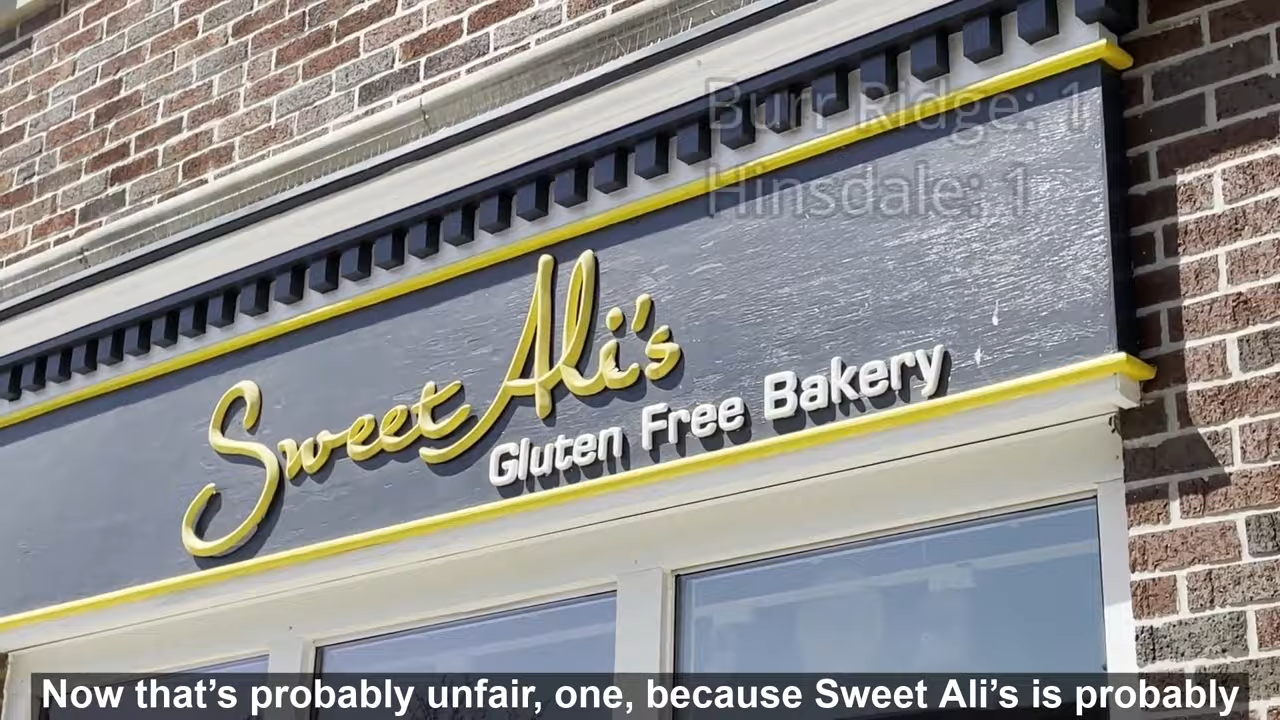 Burr Ridge: 1
Hinsdale: 1
Sweet Ali's
Gluten Free Bakery
Now that’s probably unfair, one, because Sweet Ali’s is probably